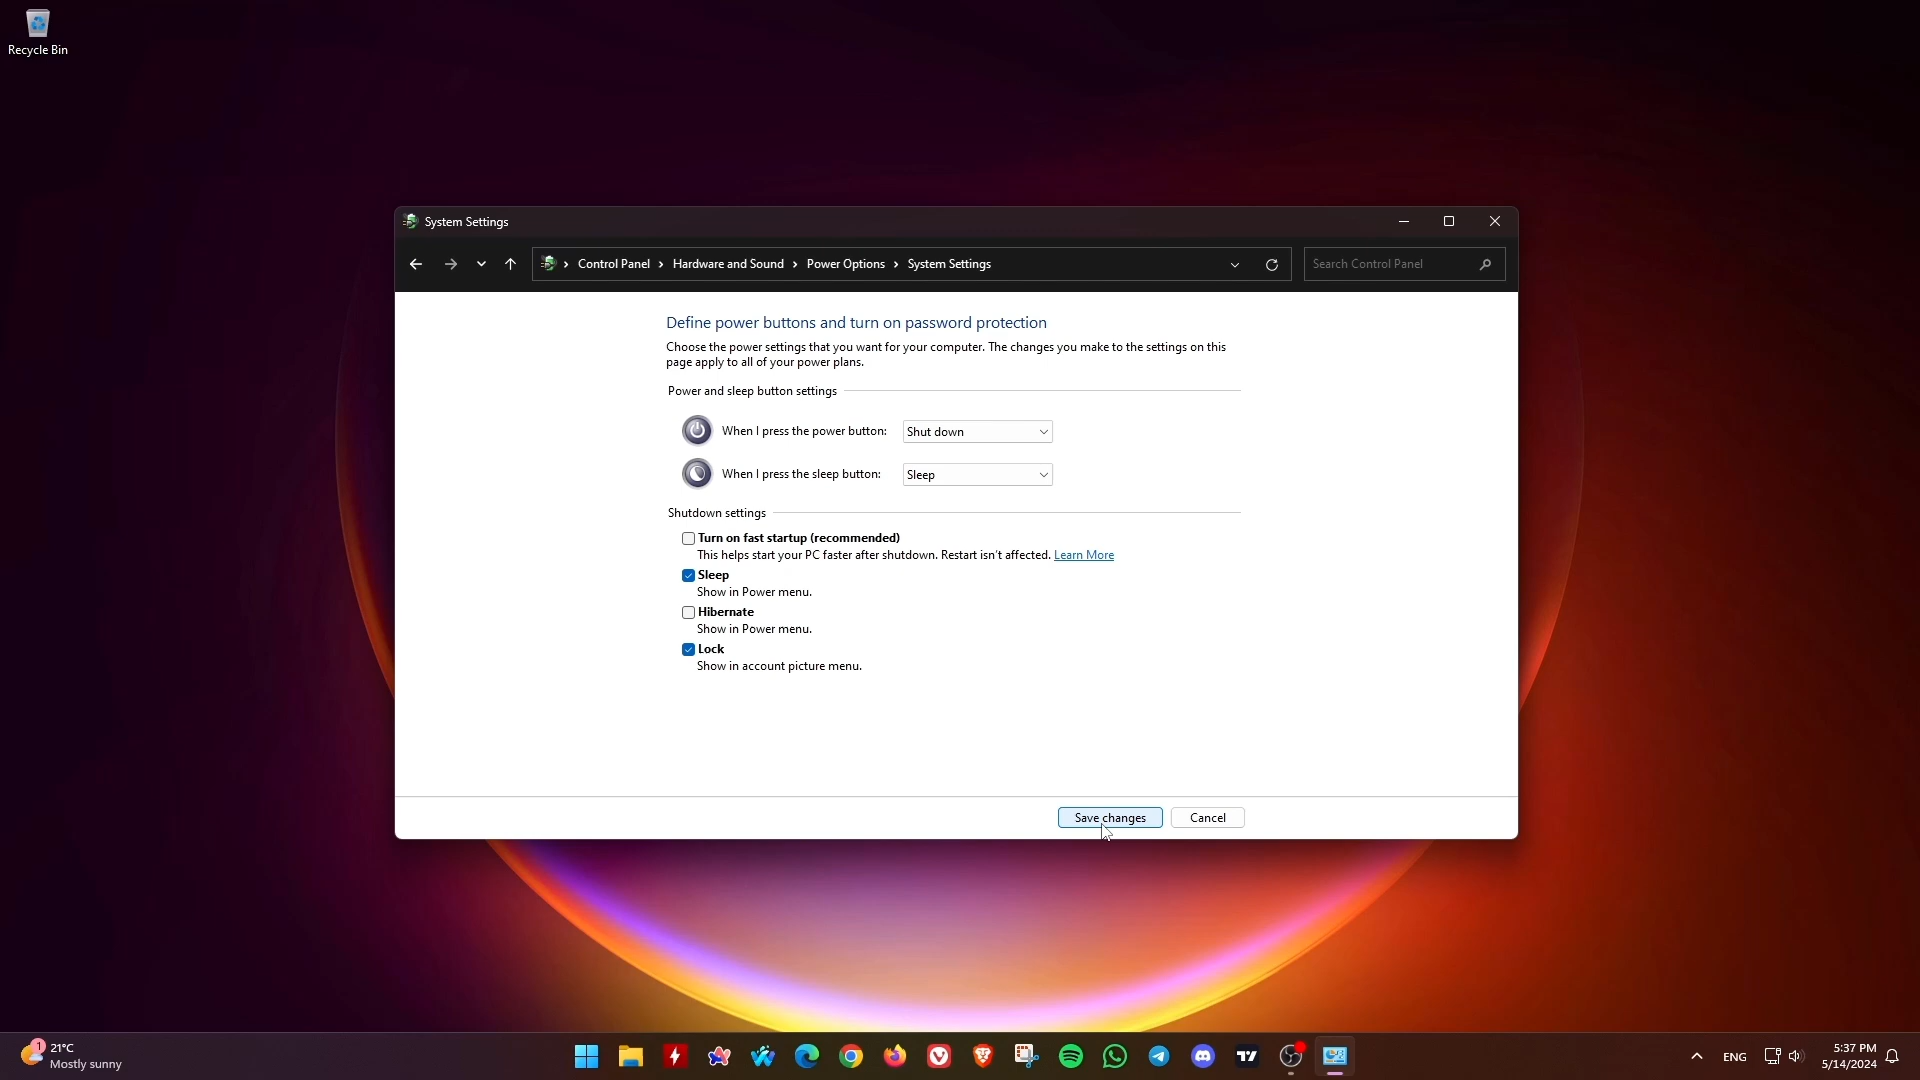 Recycle Bin
System Settings
Control Panel > Hardware and Sound > Power Options > System Settings
Search Control Panel
Define power buttons and turn on password protection
Choose the power settings that you want for your computer. The changes you make to the settings on this
page apply to all of your power plans.
Power and sleep button settings
When I press the power button: Shut down
When I press the sleep button: Sleep
Shutdown settings
Turn on fast startup (recommended)
This helps start your PC faster after shutdown. Restart isn't affected. Learn More
Sleep
Show in Power menu.
Hibernate
Show in Power menu.
Lock
Show in account picture menu.
Save changes Cancel
1 21°C
Mostly sunny
ENG
5:37 PM
5/14/2024